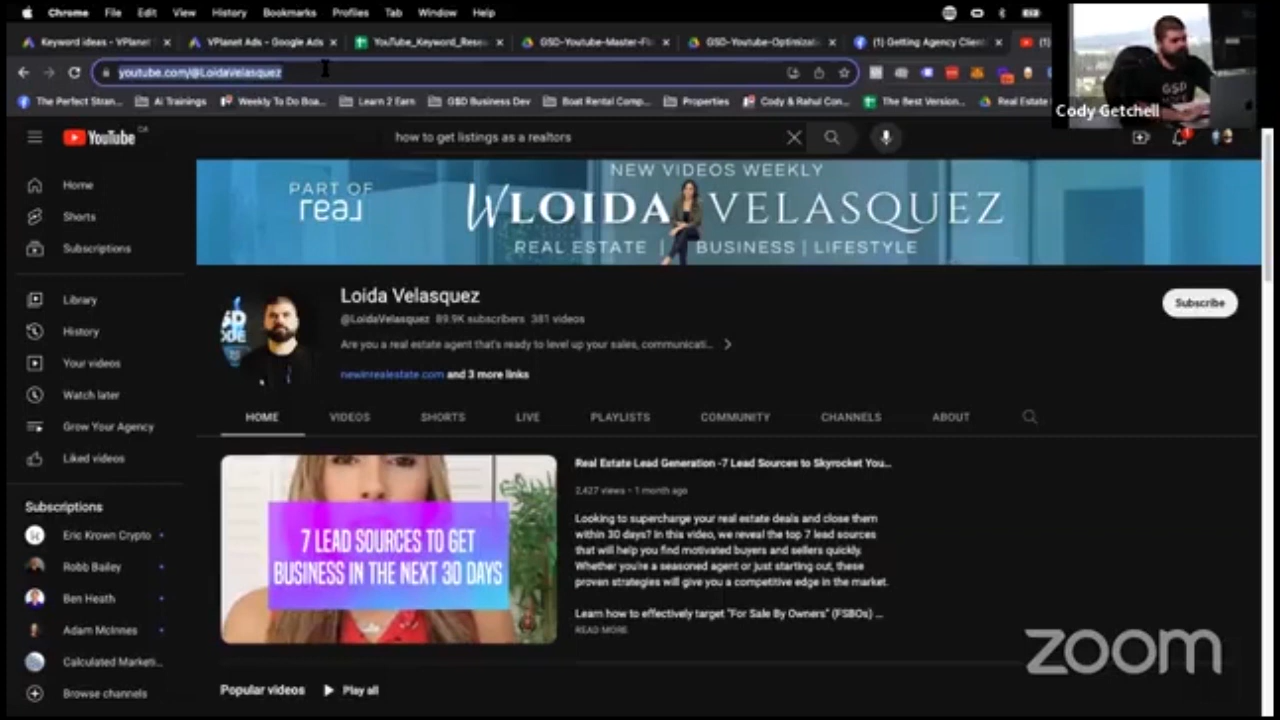 Chrome File Edit View History Bookmarks Profiles Tab Window Help
Keyword ideas - VPlanet
VPlanet Ads - Google Ads
YouTube_Keyword_Rese
GSD-Youtube-Master-Fi
GSD-Youtube-Optimizati
(1) Getting Agency Client
(1)
youtube.com/@LoidaVelasquez
The Perfect Stran...
AI Trainings
Weekly To Do Boa...
Learn 2 Earn
GSD Business Dev
Boat Rental Comp...
Properties
Cody & Rahul Con...
The Best Version...
Real Estate
GSD
Cody Getchell
YouTube CA
how to get listings as a realtors
Home
Shorts
Subscriptions
Library
History
Your videos
Watch later
Grow Your Agency
Liked videos
Subscriptions
Eric Krown Crypto
Robb Bailey
Ben Heath
Adam McInnes
Calculated Marketi...
Browse channels
PART OF
real
NEW VIDEOS WEEKLY
LOIDA VELASQUEZ
REAL ESTATE | BUSINESS | LIFESTYLE
Loida Velasquez
@LoidaVelasquez 89.9K subscribers 381 videos
Are you a real estate agent that's ready to level up your sales, communicati...
newinrealestate.com and 3 more links
Subscribe
HOME VIDEOS SHORTS LIVE PLAYLISTS COMMUNITY CHANNELS ABOUT
7 LEAD SOURCES TO GET
BUSINESS IN THE NEXT 30 DAYS
Real Estate Lead Generation -7 Lead Sources to Skyrocket You...
2,427 views • 1 month ago
Looking to supercharge your real estate deals and close them
within 30 days? In this video, we reveal the top 7 lead sources
that will help you find motivated buyers and sellers quickly.
Whether you're a seasoned agent or just starting out, these
proven strategies will give you a competitive edge in the market.
Learn how to effectively target "For Sale By Owners" (FSBOs) ...
READ MORE
Popular videos Play all
zoom